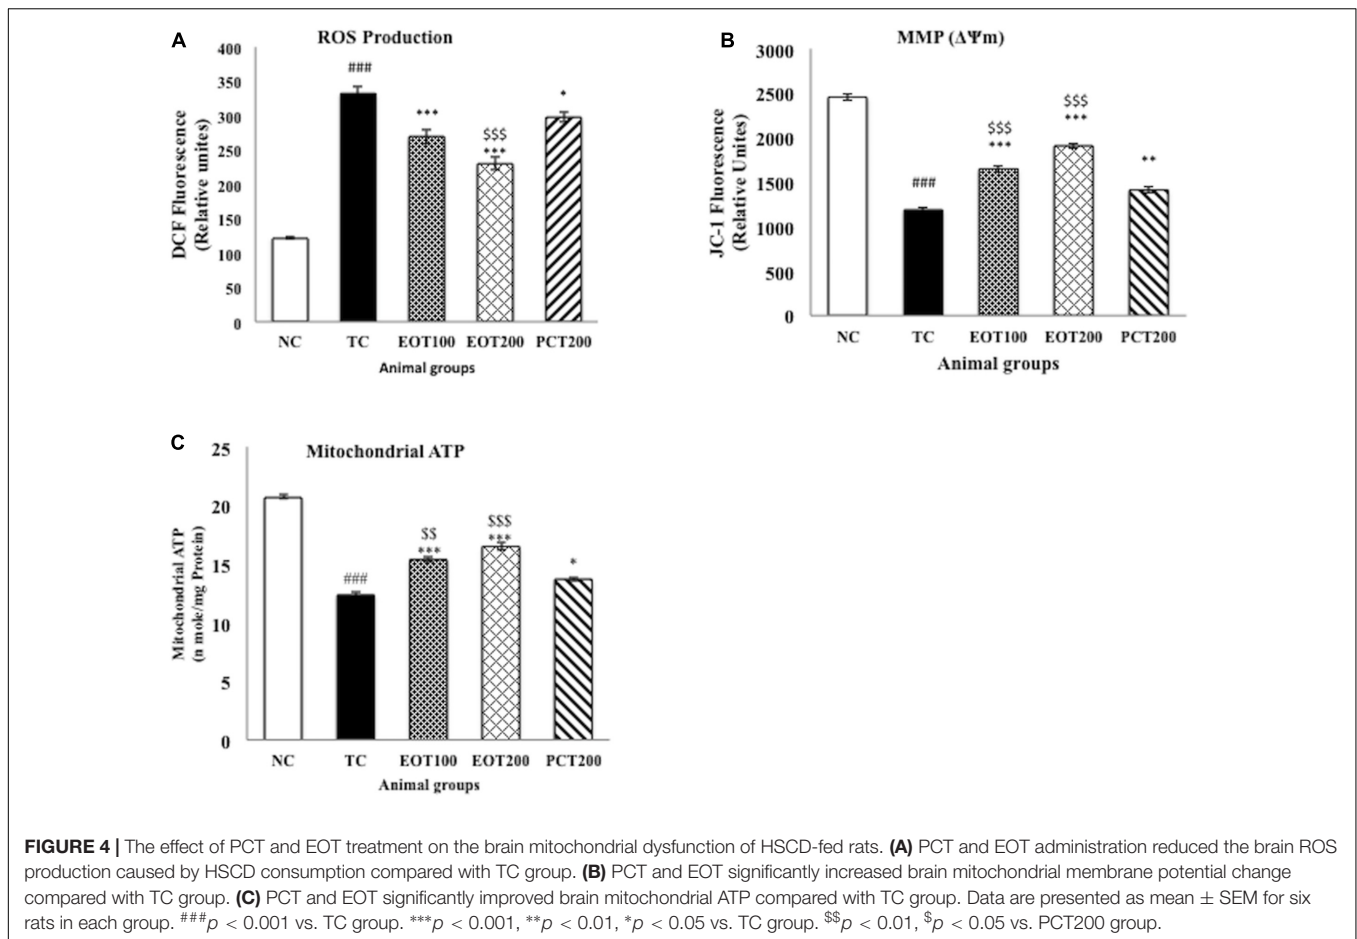 A
ROS Production
400
350
300
250
200
150
100
50
0
DCF Fluorescence
(Relative unites)
###
***
$$$
***
*
NC TC EOT100 EOT200 PCT200
Animal groups
B
MMP (ΔΨm)
3000
2500
2000
1500
1000
500
0
JC-1 Fluorescence
(Relative Unites)
###
$$$
***
$$$
***
**
NC TC EOT100 EOT200 PCT200
Animal groups
C
Mitochondrial ATP
25
20
15
10
5
0
Mitochondrial ATP
(n mole/mg Protein)
###
$$
***
$$$
***
*
NC TC EOT100 EOT200 PCT200
Animal groups
FIGURE 4 | The effect of PCT and EOT treatment on the brain mitochondrial dysfunction of HSCD-fed rats. (A) PCT and EOT administration reduced the brain ROS
production caused by HSCD consumption compared with TC group. (B) PCT and EOT significantly increased brain mitochondrial membrane potential change
compared with TC group. (C) PCT and EOT significantly improved brain mitochondrial ATP compared with TC group. Data are presented as mean ± SEM for six
rats in each group. ###p < 0.001 vs. TC group. ***p < 0.001, **p < 0.01, *p < 0.05 vs. TC group. $$p < 0.01, $p < 0.05 vs. PCT200 group.